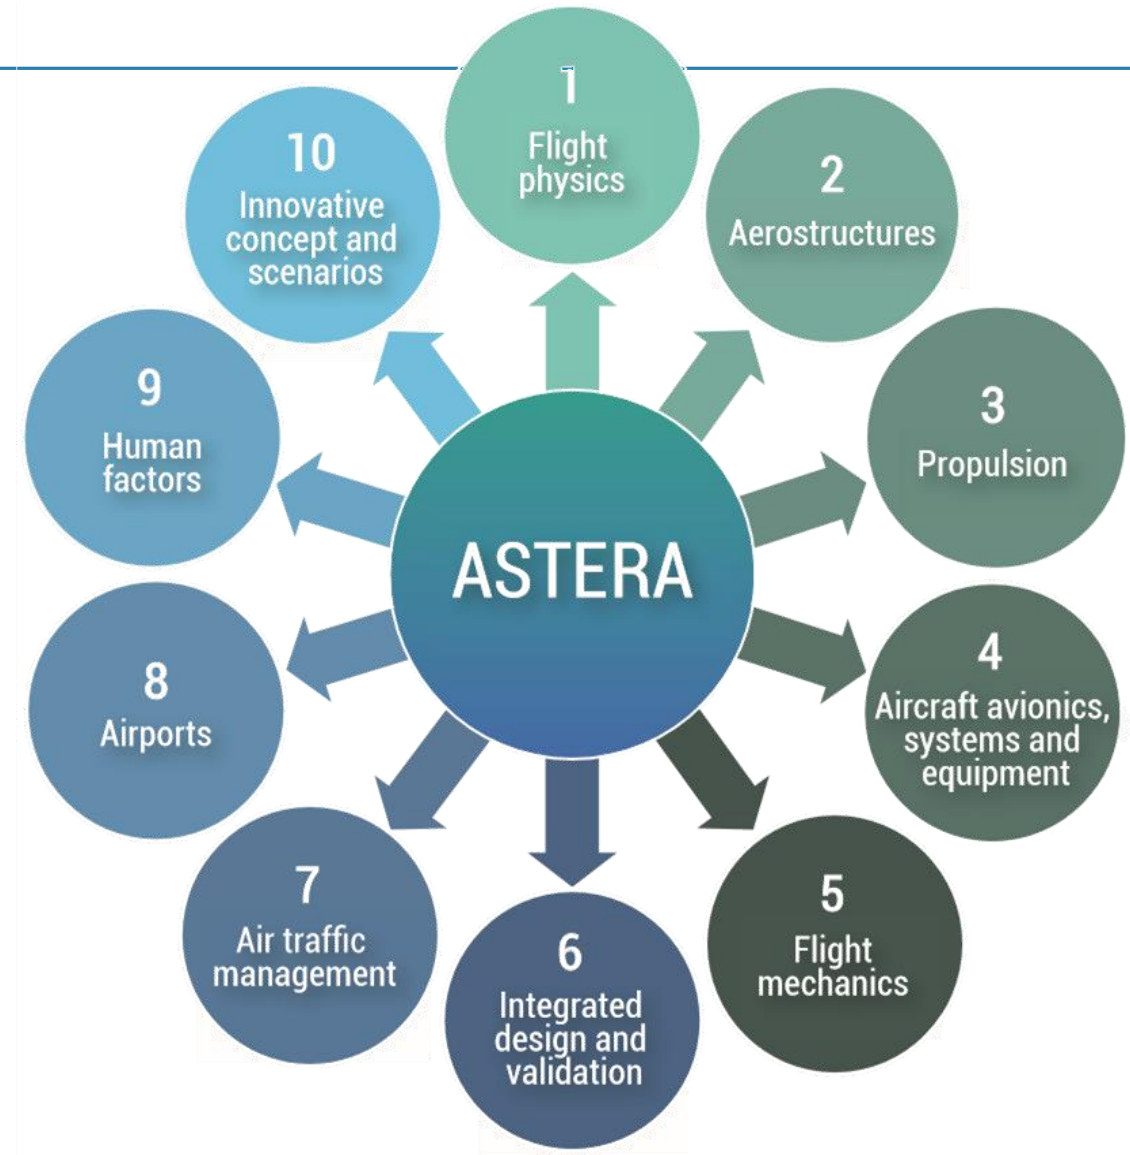 1
Flight
physics
2
Aerostructures
3
Propulsion
4
Aircraft avionics,
systems and
equipment
5
Flight
mechanics
6
Integrated
design and
validation
7
Air traffic
management
8
Airports
9
Human
factors
10
Innovative
concept and
scenarios
ASTERA